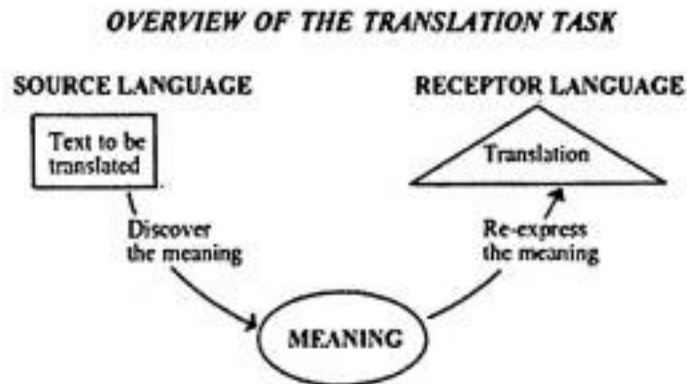 OVERVIEW OF THE TRANSLATION TASK
SOURCE LANGUAGE
RECEPTOR LANGUAGE
Text to be
translated
Translation
Discover
the meaning
Re-express
the meaning
MEANING